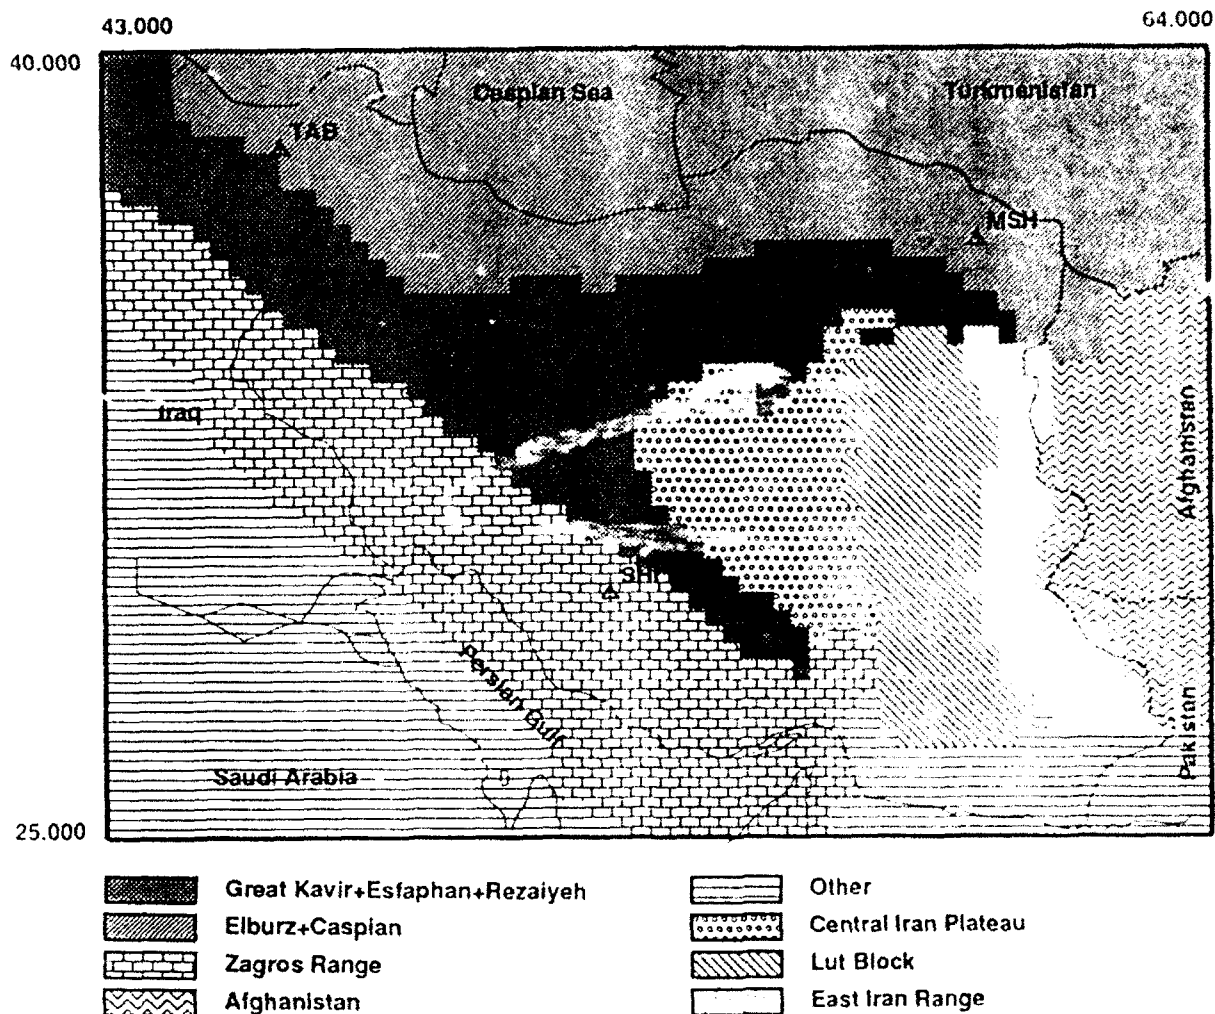 43.000
64.000
40.000
Caspian Sea
Turkmenistan
TAB
MSH
Iraq
Afghanistan
SHI
Persian Gulf
Pakistan
Saudi Arabia
25.000
Great Kavir+Esfaphan+Rezaiyeh
Other
Elburz+Caspian
Central Iran Plateau
Zagros Range
Lut Block
Afghanistan
East Iran Range